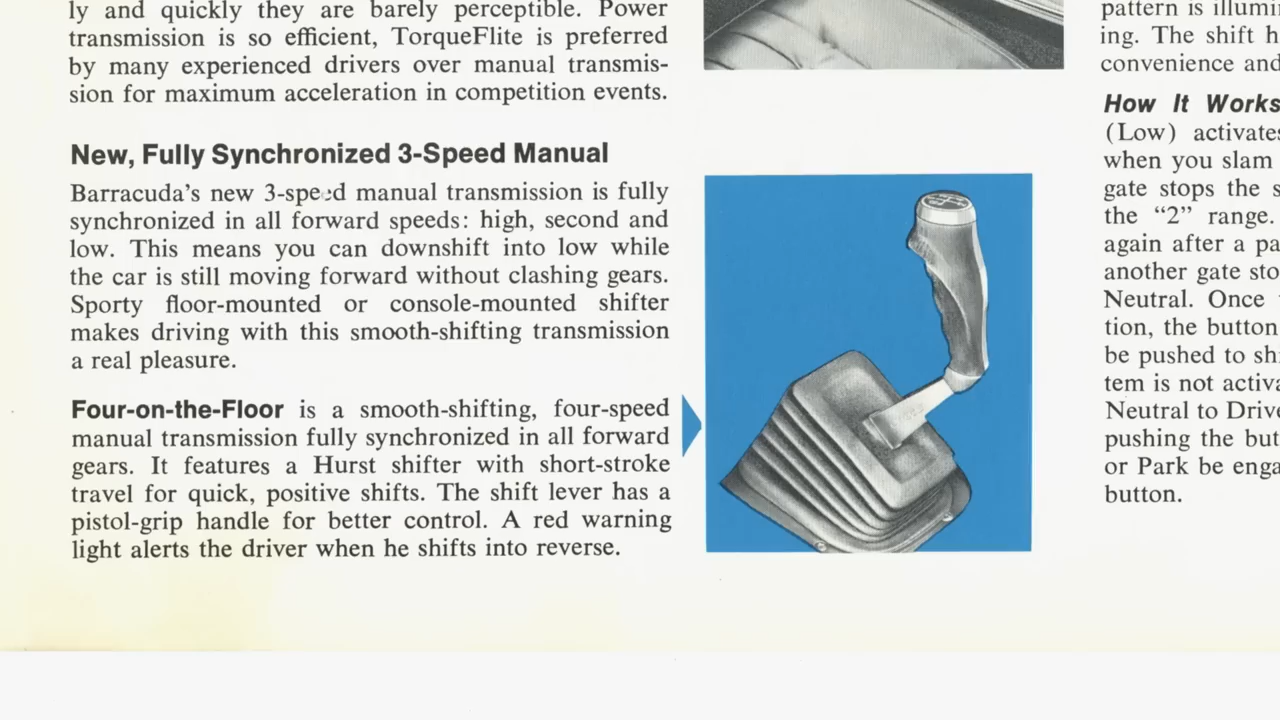 ly and quickly they are barely perceptible. Power
transmission is so efficient, TorqueFlite is preferred
by many experienced drivers over manual transmis-
sion for maximum acceleration in competition events.
New, Fully Synchronized 3-Speed Manual
Barracuda's new 3-speed manual transmission is fully
synchronized in all forward speeds: high, second and
low. This means you can downshift into low while
the car is still moving forward without clashing gears.
Sporty floor-mounted or console-mounted shifter
makes driving with this smooth-shifting transmission
a real pleasure.
Four-on-the-Floor is a smooth-shifting, four-speed
manual transmission fully synchronized in all forward
gears. It features a Hurst shifter with short-stroke
travel for quick, positive shifts. The shift lever has a
pistol-grip handle for better control. A red warning
light alerts the driver when he shifts into reverse.
pattern is illumin
ing. The shift h
convenience and
How It Works
(Low) activates
when you slam
gate stops the s
the “2” range.
again after a pa
another gate sto
Neutral. Once
tion, the button
be pushed to shi
tem is not activa
Neutral to Drive
pushing the but
or Park be enga
button.